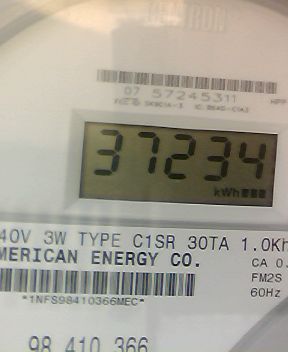 ITRON
07 57245311
37234
kWh
40V 3W TYPE C1SR 30TA 1.0Kh
MERICAN ENERGY CO.
CA 0.
FM2S
60Hz
*1NFS98410366MEC*
98 410 366